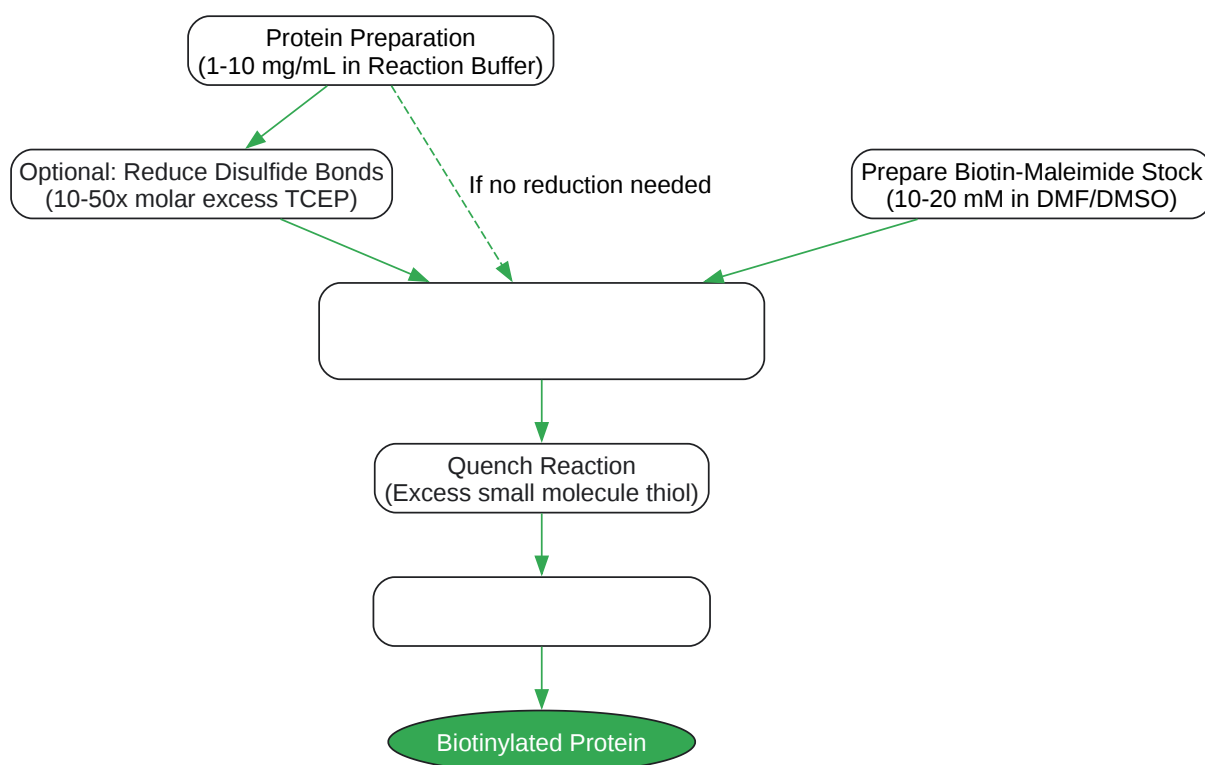 Protein Preparation
(1-10 mg/mL in Reaction Buffer)
Optional: Reduce Disulfide Bonds
(10-50x molar excess TCEP)
If no reduction needed
Prepare Biotin-Maleimide Stock
(10-20 mM in DMF/DMSO)
Quench Reaction
(Excess small molecule thiol)
Biotinylated Protein